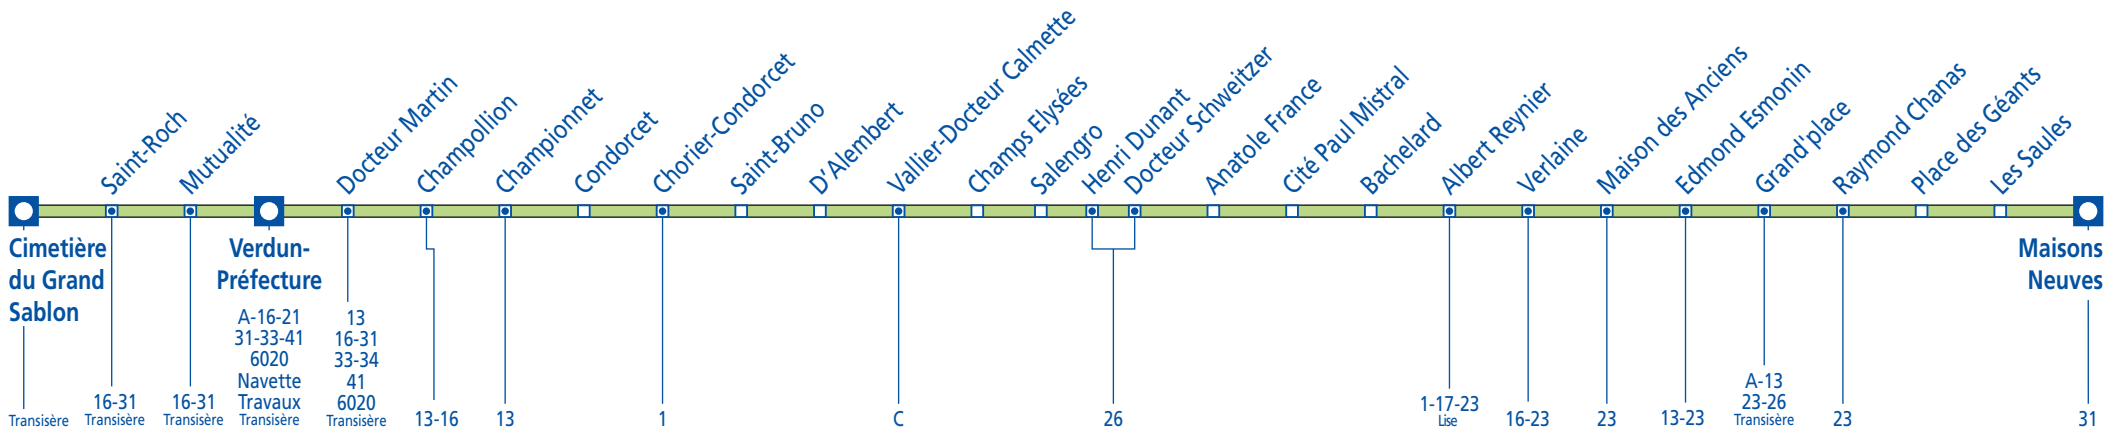 Saint-Roch
Mutualité
Docteur Martin
Champollion
Championnet
Condorcet
Chorier-Condorcet
Saint-Bruno
D'Alembert
Vallier-Docteur Calmette
Champs Elysées
Salengro
Henri Dunant
Docteur Schweitzer
Anatole France
Cité Paul Mistral
Bachelard
Albert Reynier
Verlaine
Maison des Anciens
Edmond Esmonin
Grand'place
Raymond Chanas
Place des Géants
Les Saules
Cimetière
du Grand
Sablon
Transisère
16-31
Transisère
16-31
Transisère
Verdun-
Préfecture
A-16-21
31-33-41
6020
Navette
Travaux
Transisère
13
16-31
33-34
41
6020
Transisère
13-16
13
1
C
26
1-17-23
Lise
16-23
23
13-23
A-13
23-26
Transisère
23
Maisons
Neuves
31